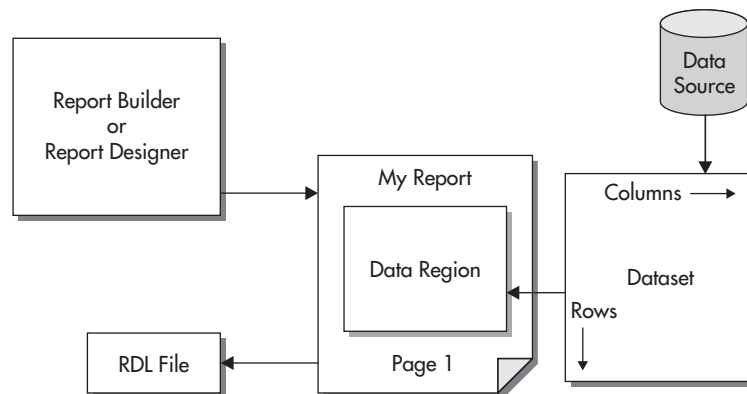 Report Builder
or
Report Designer
Data
Source
My Report
Data Region
Page 1
Columns
Dataset
Rows
RDL File